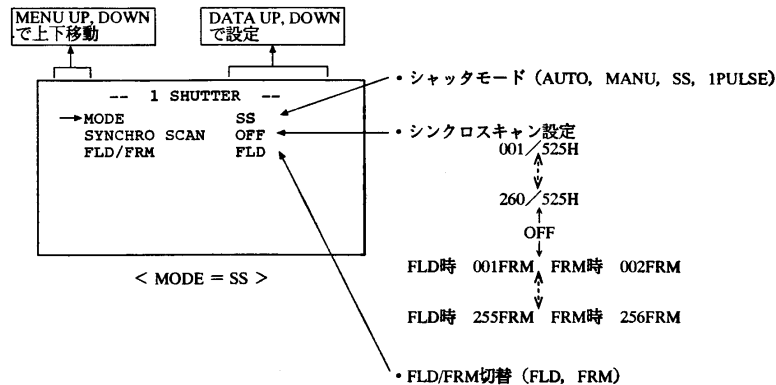 MENU UP, DOWN
で上下移動
DATA UP, DOWN
で設定
-- 1 SHUTTER --
→MODE SS
SYNCHRO SCAN OFF
FLD/FRM FLD
< MODE = SS >
・シャッタモード（AUTO, MANU, SS, 1PULSE）
・シンクロスキャン設定
001／525H
260／525H
OFF
FLD時 001FRM FRM時 002FRM
FLD時 255FRM FRM時 256FRM
・FLD/FRM切替（FLD, FRM）